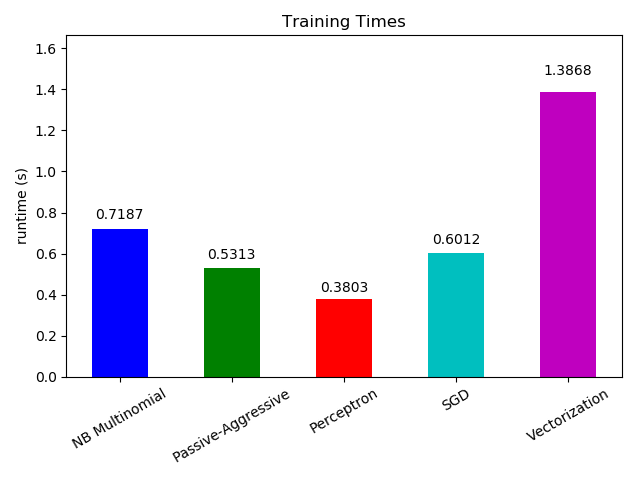 Training Times
runtime (s)
1.6
1.4
1.2
1.0
0.8
0.6
0.4
0.2
0.0
0.7187
0.5313
0.3803
0.6012
1.3868
NB Multinomial
Passive-Aggressive
Perceptron
SGD
Vectorization